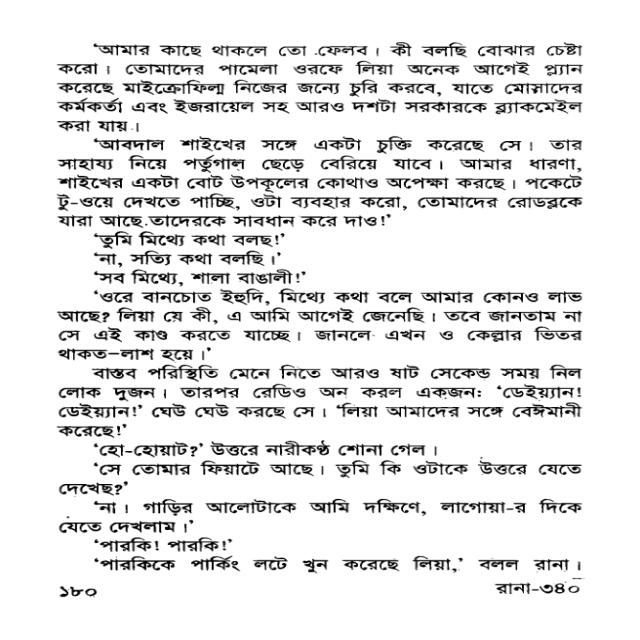 ‘আমার কাছে থাকলে তো ফেলব। কী বলছি বোঝার চেষ্টা
করো। তোমাদের পামেলা ওরফে লিয়া অনেক আগেই প্ল্যান
করেছে মাইক্রোফিল্ম নিজের জন্যে চুরি করবে, যাতে মোসাদের
কর্মকর্তা এবং ইজরায়েল সহ আরও দশটা সরকারকে ব্ল্যাকমেইল
করা যায়।
‘আবদাল শাইখের সঙ্গে একটা চুক্তি করেছে সে। তার
সাহায্য নিয়ে পর্তুগাল ছেড়ে বেরিয়ে যাবে। আমার ধারণা,
শাইখের একটা বোট উপকূলের কোথাও অপেক্ষা করছে। পকেটে
টু-ওয়ে দেখতে পাচ্ছি, ওটা ব্যবহার করো, তোমাদের রোডব্লকে
যারা আছে তাদেরকে সাবধান করে দাও!’
‘তুমি মিথ্যে কথা বলছ!’
‘না, সত্যি কথা বলছি।’
‘সব মিথ্যে, শালা বাঙালী!’
‘ওরে বানচোত ইহুদি, মিথ্যে কথা বলে আমার কোনও লাভ
আছে? লিয়া যে কী, এ আমি আগেই জেনেছি। তবে জানতাম না
সে এই কাণ্ড করতে যাচ্ছে। জানলে এখন ও কেল্লার ভিতর
থাকত–লাশ হয়ে।’
বাস্তব পরিস্থিতি মেনে নিতে আরও ষাট সেকেন্ড সময় নিল
লোক দুজন। তারপর রেডিও অন করল একজন: ‘ডেইয়্যান!
ডেইয়্যান!’ ঘেউ ঘেউ করছে সে। ‘লিয়া আমাদের সঙ্গে বেঈমানী
করেছে!’
‘হো-হোয়াট?’ উত্তরে নারীকণ্ঠ শোনা গেল।
‘সে তোমার ফিয়াটে আছে। তুমি কি ওটাকে উত্তরে যেতে
দেখেছ?’
‘না। গাড়ির আলোটাকে আমি দক্ষিণে, লাগোয়া-র দিকে
যেতে দেখলাম।’
‘পারকি! পারকি!’
‘পারকিকে পার্কিং লটে খুন করেছে লিয়া,’ বলল রানা।
১৮০ রানা-৩৪০